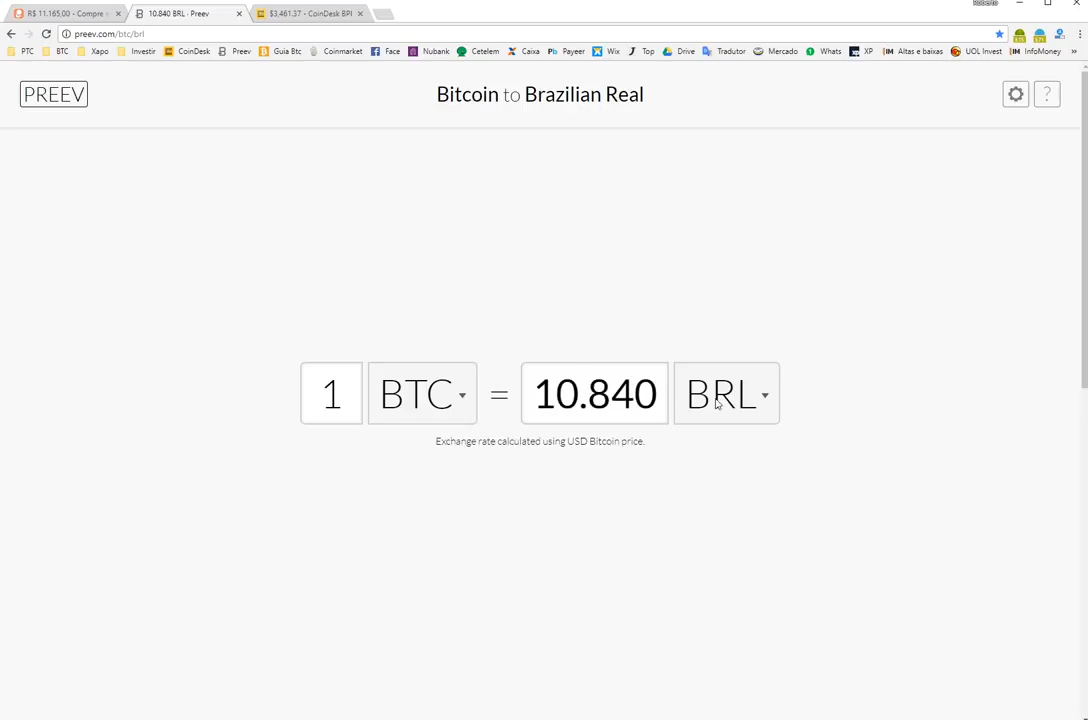 R$ 11.165,00 - Compre
10.840 BRL · Preev
$3,461.37 - CoinDesk BPI
preev.com/btc/brl
PTC BTC Xapo Investir CoinDesk Preev Guia Btc Coinmarket Face Nubank Cetelem Caixa Payeer Wix Top Drive Tradutor Mercado Whats XP Altas e baixas UOL Invest InfoMoney »
PREEV
Bitcoin to Brazilian Real
?
1 BTC = 10.840 BRL
Exchange rate calculated using USD Bitcoin price.